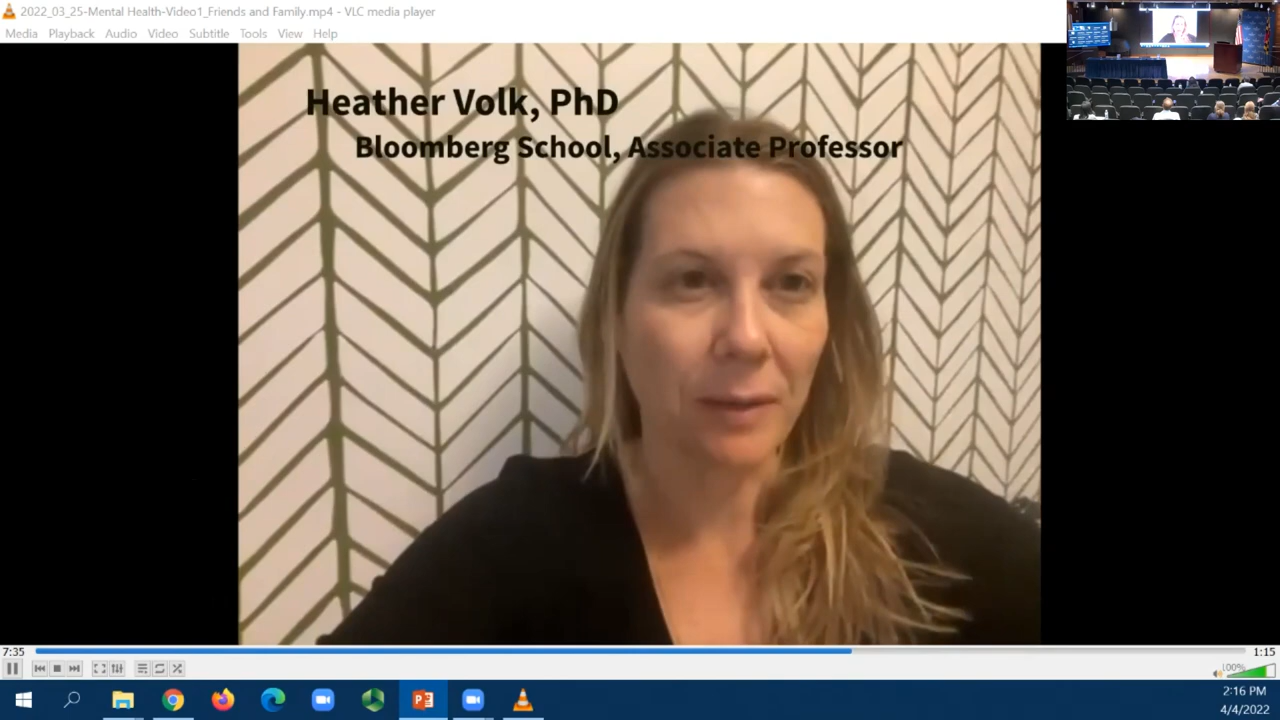 2022_03_25-Mental Health-Video1_Friends and Family.mp4 - VLC media player
Media Playback Audio Video Subtitle Tools View Help
Heather Volk, PhD
Bloomberg School, Associate Professor
7:35
1:15
100%
2:16 PM
4/4/2022